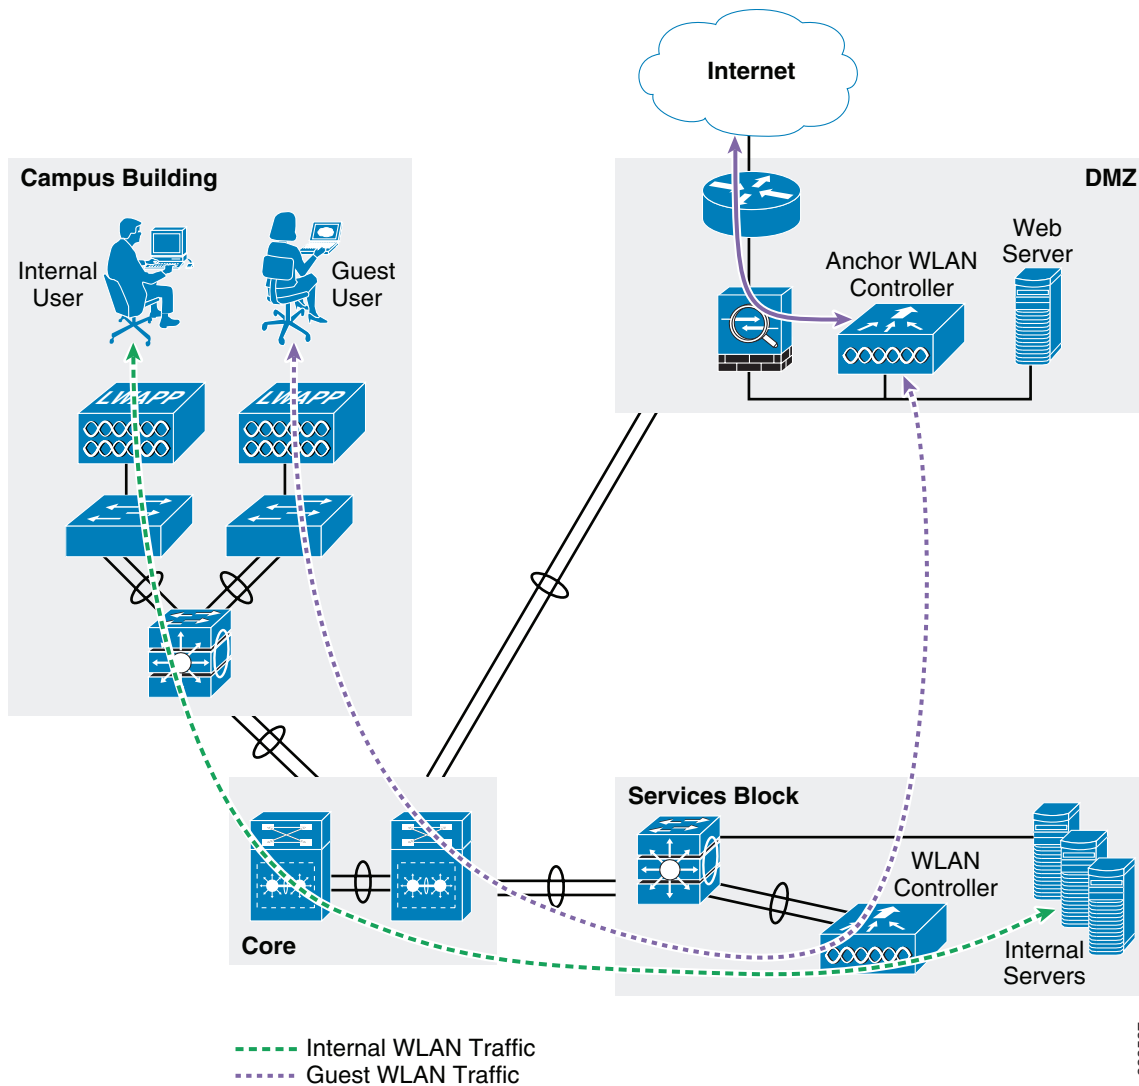 Internet
Campus Building
DMZ
Internal
User
Guest
User
Web
Server
Anchor WLAN
Controller
LWAPP
LWAPP
Services Block
WLAN
Controller
Core
Internal
Servers
Internal WLAN Traffic
Guest WLAN Traffic